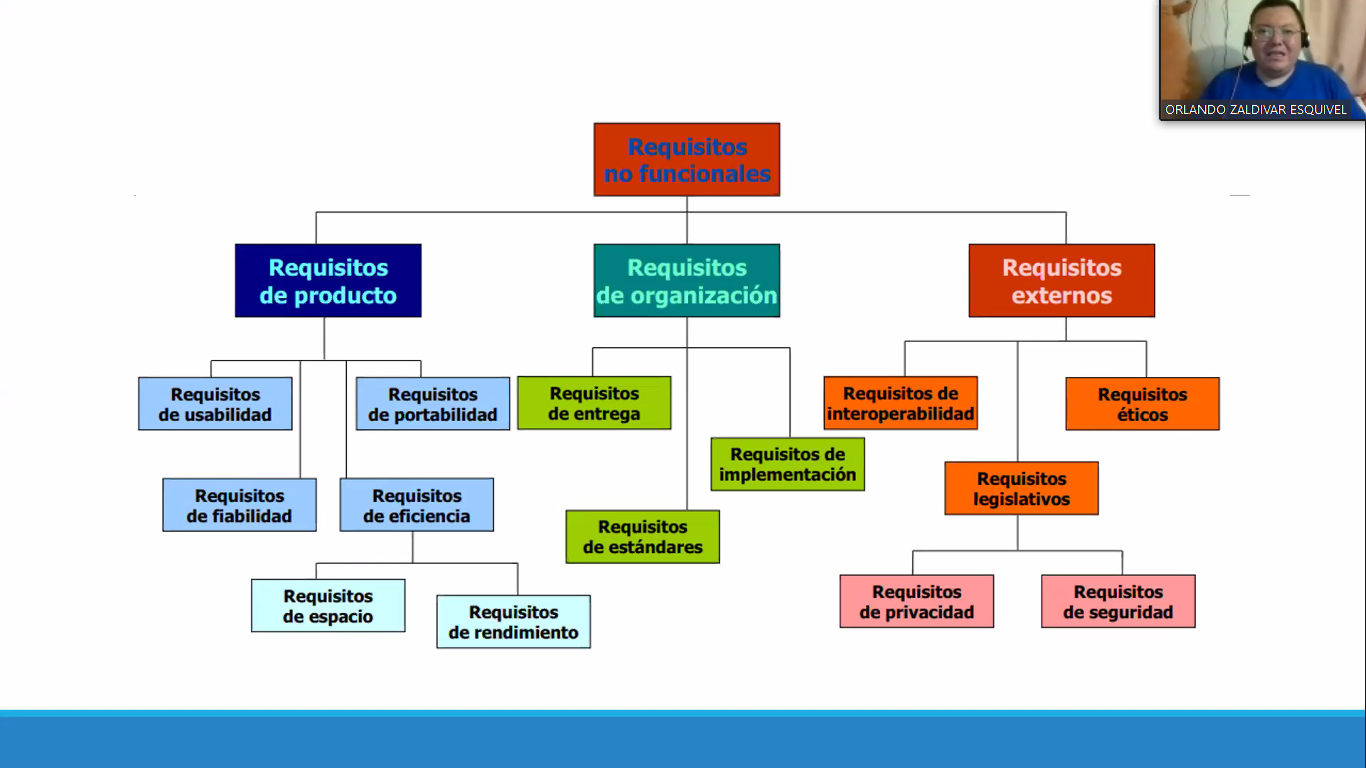 ORLANDO ZALDIVAR ESQUIVEL
Requisitos
no funcionales
Requisitos
de producto
Requisitos
de organización
Requisitos
externos
Requisitos
de usabilidad
Requisitos
de portabilidad
Requisitos
de entrega
Requisitos de
interoperabilidad
Requisitos
éticos
Requisitos de
implementación
Requisitos
legislativos
Requisitos
de fiabilidad
Requisitos
de eficiencia
Requisitos
de estándares
Requisitos
de espacio
Requisitos
de rendimiento
Requisitos
de privacidad
Requisitos
de seguridad